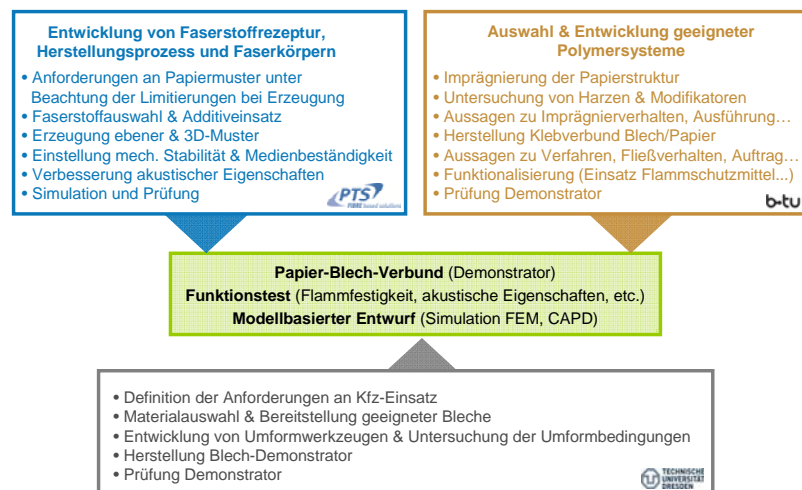 Entwicklung von Faserstoffrezeptur,
Herstellungsprozess und Faserkörpern
• Anforderungen an Papiermuster unter
Beachtung der Limitierungen bei Erzeugung
• Faserstoffauswahl & Additiveinsatz
• Erzeugung ebener & 3D-Muster
• Einstellung mech. Stabilität & Medienbeständigkeit
• Verbesserung akustischer Eigenschaften
• Simulation und Prüfung
PTS
FIBRE based solutions
Auswahl & Entwicklung geeigneter
Polymersysteme
• Imprägnierung der Papierstruktur
• Untersuchung von Harzen & Modifikatoren
• Aussagen zu Imprägnierverhalten, Ausführung…
• Herstellung Klebverbund Blech/Papier
• Aussagen zu Verfahren, Fließverhalten, Auftrag…
• Funktionalisierung (Einsatz Flammschutzmittel...)
• Prüfung Demonstrator
b-tu
Papier-Blech-Verbund (Demonstrator)
Funktionstest (Flammfestigkeit, akustische Eigenschaften, etc.)
Modellbasierter Entwurf (Simulation FEM, CAPD)
• Definition der Anforderungen an Kfz-Einsatz
• Materialauswahl & Bereitstellung geeigneter Bleche
• Entwicklung von Umformwerkzeugen & Untersuchung der Umformbedingungen
• Herstellung Blech-Demonstrator
• Prüfung Demonstrator
TECHNISCHE
UNIVERSITÄT
DRESDEN